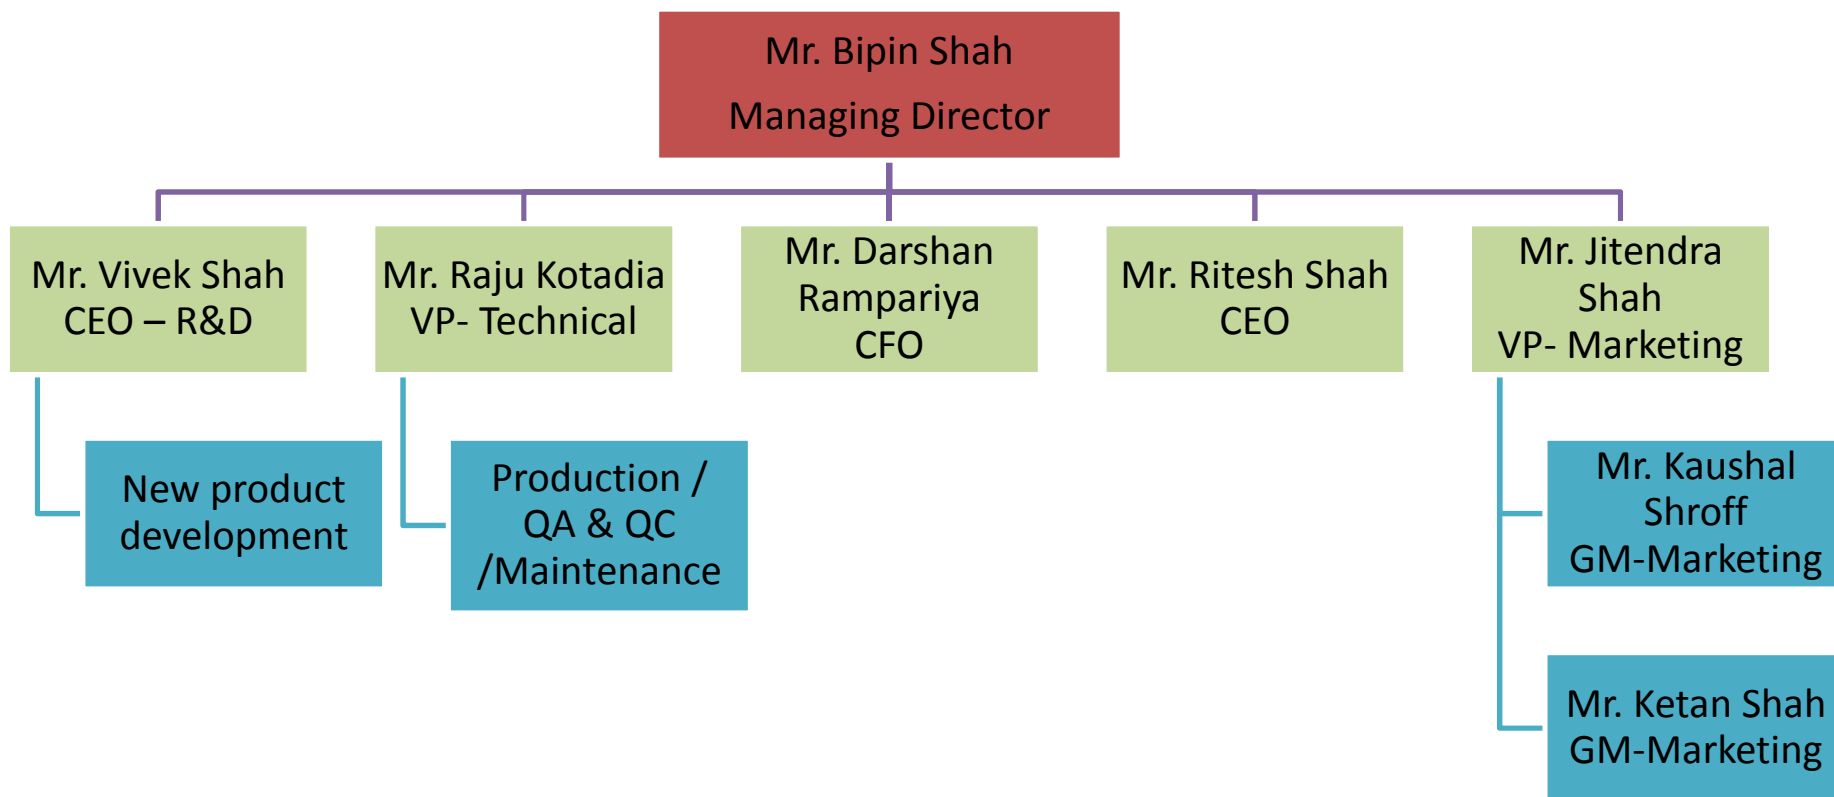 Mr. Bipin Shah
Managing Director
Mr. Vivek Shah
CEO – R&D
Mr. Raju Kotadia
VP- Technical
Mr. Darshan
Rampariya
CFO
Mr. Ritesh Shah
CEO
Mr. Jitendra
Shah
VP- Marketing
New product
development
Production /
QA & QC
/Maintenance
Mr. Kaushal
Shroff
GM-Marketing
Mr. Ketan Shah
GM-Marketing